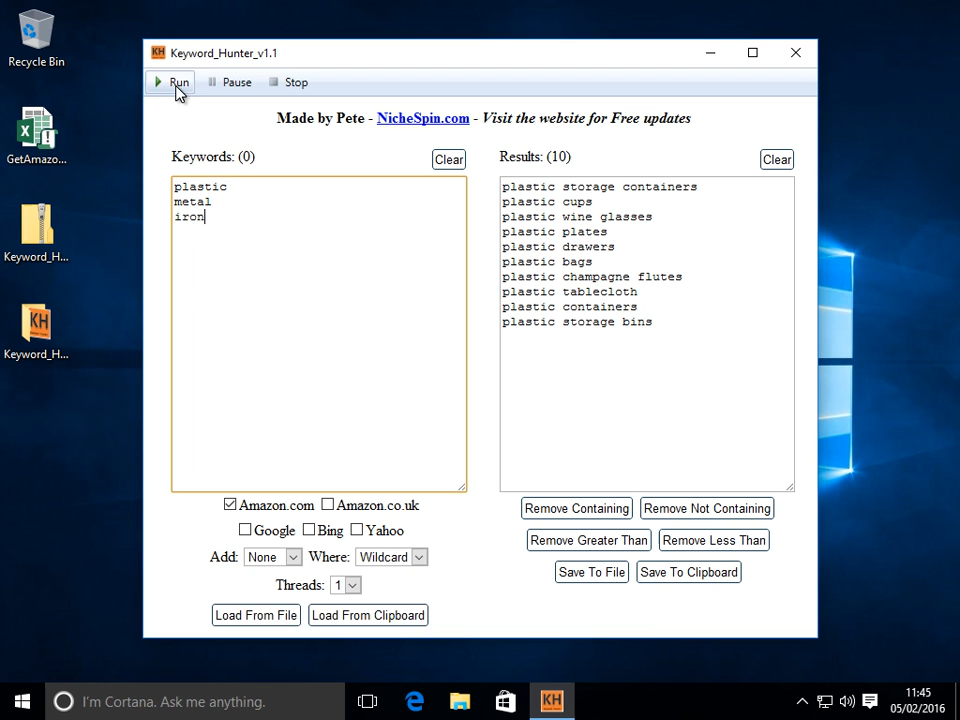 Recycle Bin
GetAmazo...
Keyword_H...
Keyword_H...
KH
KH Keyword_Hunter_v1.1
Run Pause Stop
Made by Pete - NicheSpin.com - Visit the website for Free updates
Keywords: (0) Clear
plastic
metal
iron
Results: (10) Clear
plastic storage containers
plastic cups
plastic wine glasses
plastic plates
plastic drawers
plastic bags
plastic champagne flutes
plastic tablecloth
plastic containers
plastic storage bins
Amazon.com Amazon.co.uk
Google Bing Yahoo
Add: None Where: Wildcard
Threads: 1
Load From File Load From Clipboard
Remove Containing Remove Not Containing
Remove Greater Than Remove Less Than
Save To File Save To Clipboard
I'm Cortana. Ask me anything.
KH
11:45
05/02/2016